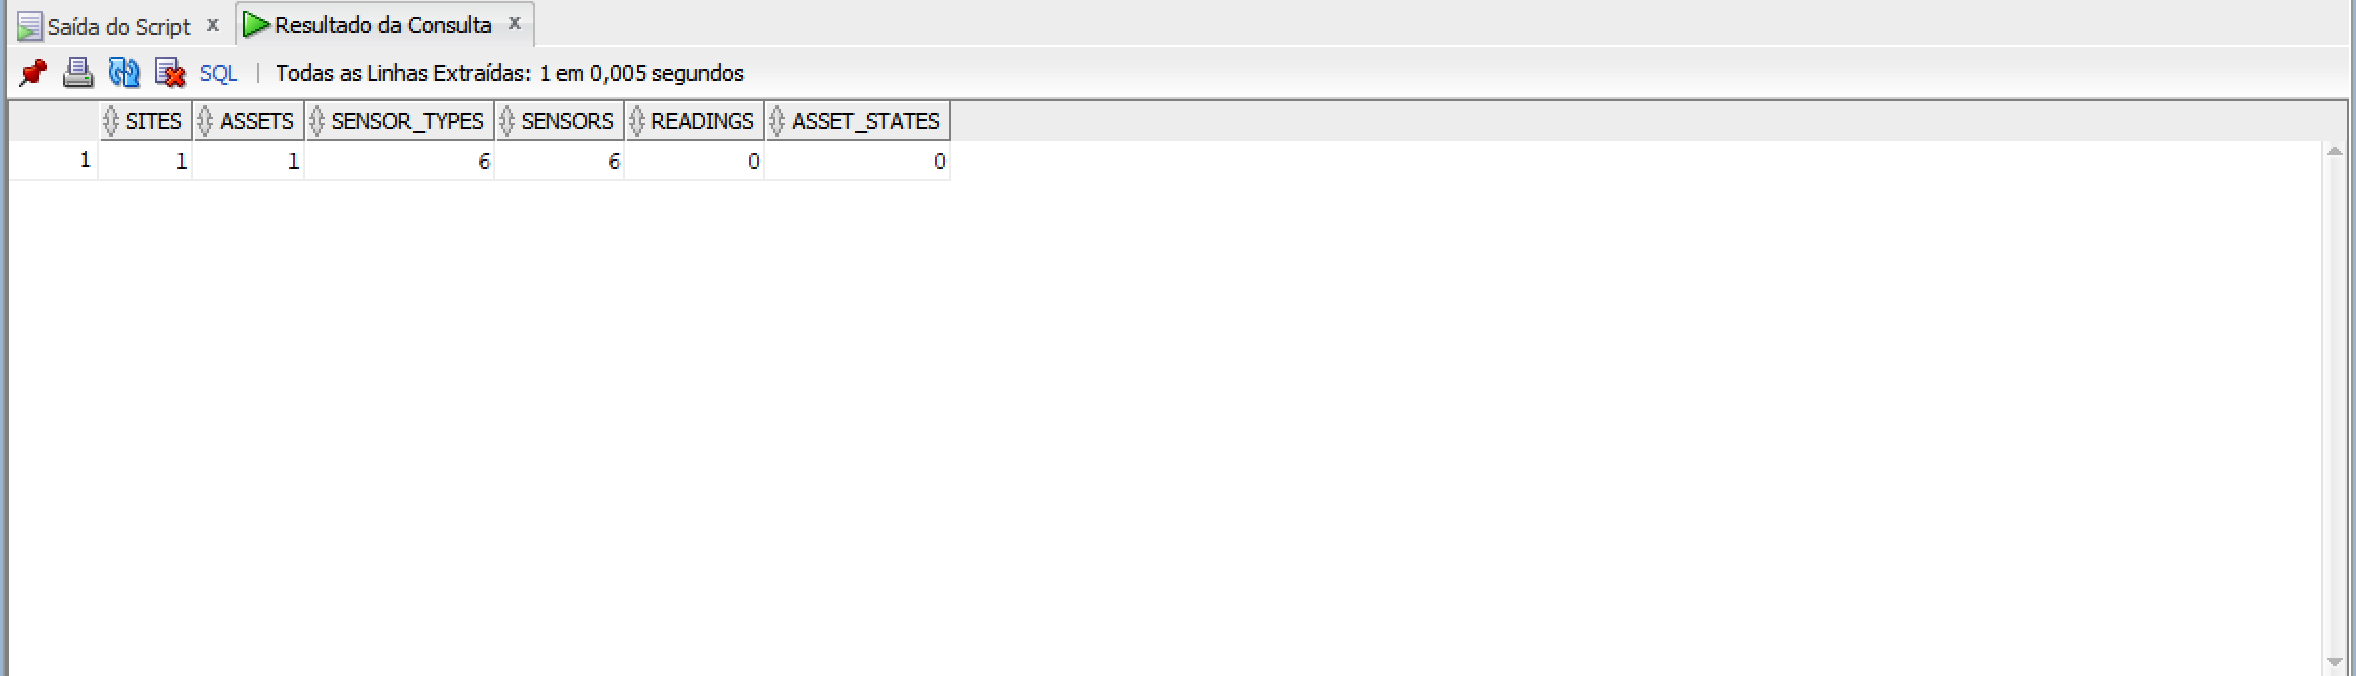 Saída do Script x Resultado da Consulta x
SQL | Todas as Linhas Extraídas: 1 em 0,005 segundos
SITES ASSETS SENSOR_TYPES SENSORS READINGS ASSET_STATES
1 1 1 6 6 0 0